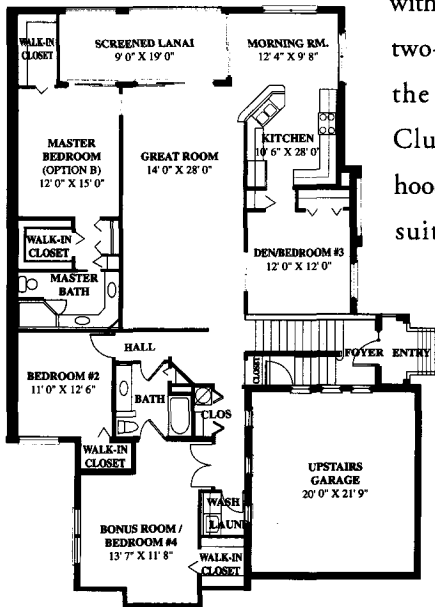 WALK-IN
CLOSET
SCREENED LANAI
9' 0" X 19' 0"
MORNING RM.
12' 4" X 9' 8"
MASTER
BEDROOM
(OPTION B)
12' 0" X 15' 0"
GREAT ROOM
14' 0" X 28' 0"
KITCHEN
10' 6" X 28' 0"
WALK-IN
CLOSET
MASTER
BATH
DEN/BEDROOM #3
12' 0" X 12' 0"
HALL
FOYER
ENTRY
BEDROOM #2
11' 0" X 12' 6"
BATH
CLOSET
CLOS
WALK-IN
CLOSET
UPSTAIRS
GARAGE
20' 0" X 21' 9"
WASH
LAUN
BONUS ROOM /
BEDROOM #4
13' 7" X 11' 8"
WALK-IN
CLOSET
with
two-
the
Clu
hoo
suit